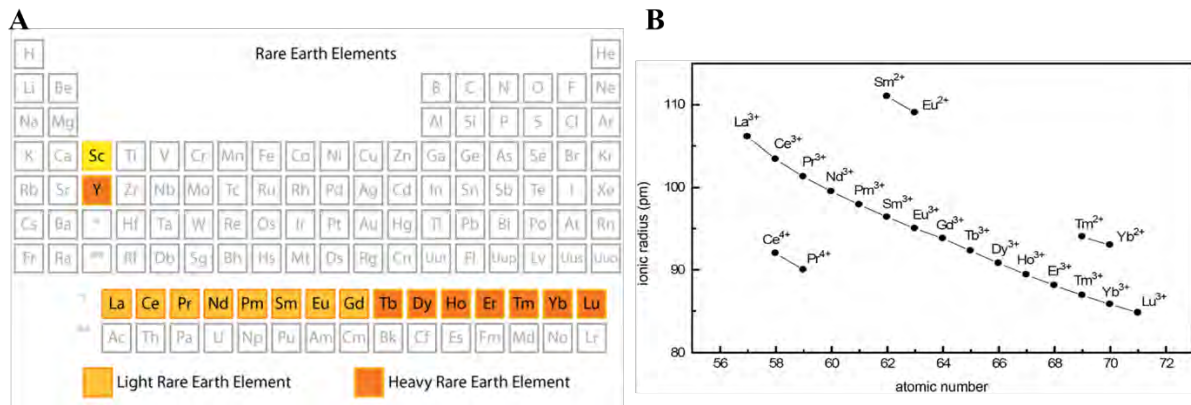 A
Rare Earth Elements
H He
Li Be B C N O F Ne
Na Mg Al Si P S Cl Ar
K Ca Sc Ti V Cr Mn Fe Co Ni Cu Zn Ga Ge As Se Br Kr
Rb Sr Y Zr Nb Mo Tc Ru Rh Pd Ag Cd In Sn Sb Te I Xe
Cs Ba * Hf Ta W Re Os Ir Pt Au Hg Tl Pb Bi Po At Rn
Fr Ra Rf Db Sg Bh Hs Mt Ds Rg Cn Uut Fl Uup Lv Uus Uuo
La Ce Pr Nd Pm Sm Eu Gd Tb Dy Ho Er Tm Yb Lu
Ac Th Pa U Np Pu Am Cm Bk Cf Es Fm Md No Lr
Light Rare Earth Element
Heavy Rare Earth Element
B
ionic radius (pm)
110
100
90
80
Sm²⁺
Eu²⁺
La³⁺
Ce³⁺
Pr³⁺
Nd³⁺
Pm³⁺
Sm³⁺
Eu³⁺
Gd³⁺
Tb³⁺
Dy³⁺
Ho³⁺
Er³⁺
Tm³⁺
Yb³⁺
Lu³⁺
Ce⁴⁺
Pr⁴⁺
Tm²⁺
Yb²⁺
56 58 60 62 64 66 68 70 72
atomic number